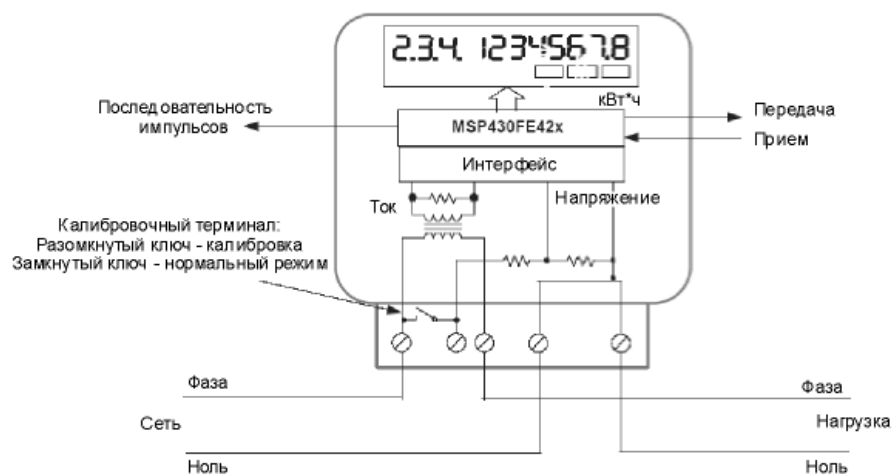 2.3.4. 12345678
кВт*ч
Последовательность
импульсов
MSP430FE42x
Передача
Прием
Интерфейс
Ток
Напряжение
Калибровочный терминал:
Разомкнутый ключ - калибровка
Замкнутый ключ - нормальный режим
Фаза
Фаза
Сеть
Нагрузка
Ноль
Ноль